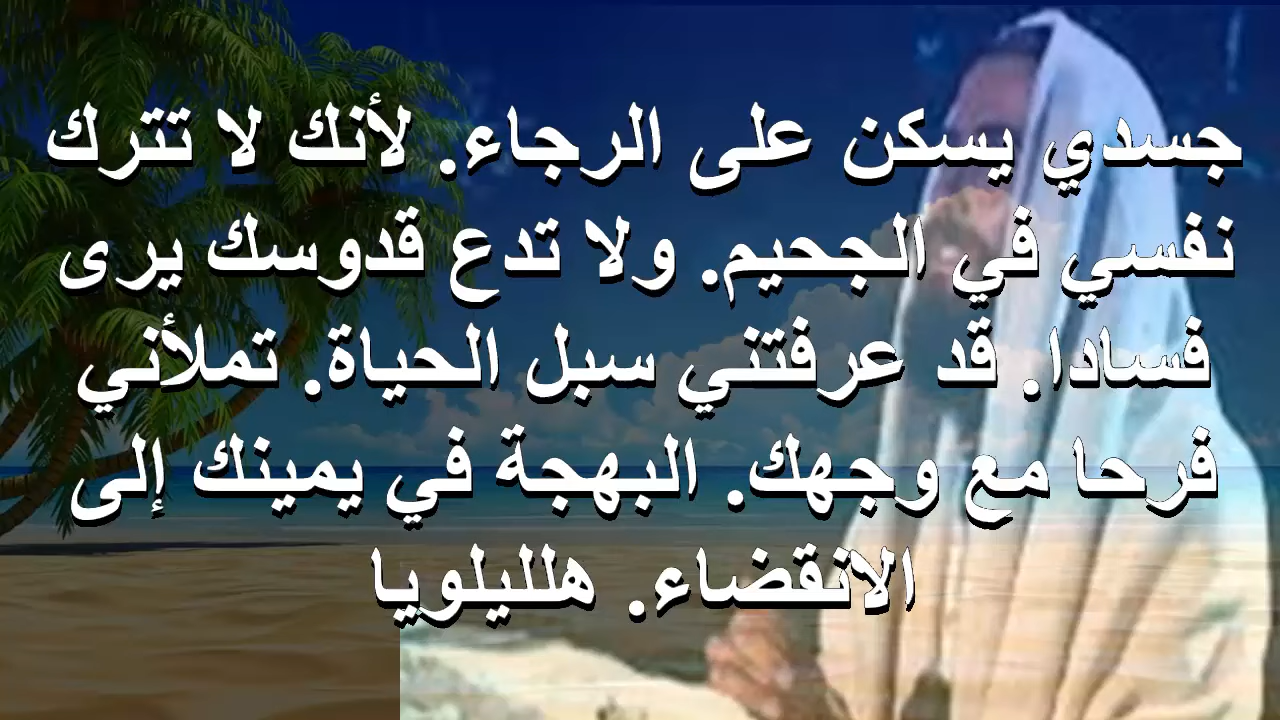 جسدي يسكن على الرجاء. لأنك لا تترك
نفسي في الجحيم. ولا تدع قدوسك يرى
فسادا. قد عرفتني سبل الحياة. تملأني
فرحا مع وجهك. البهجة في يمينك إلى
الانقضاء. هلليلويا